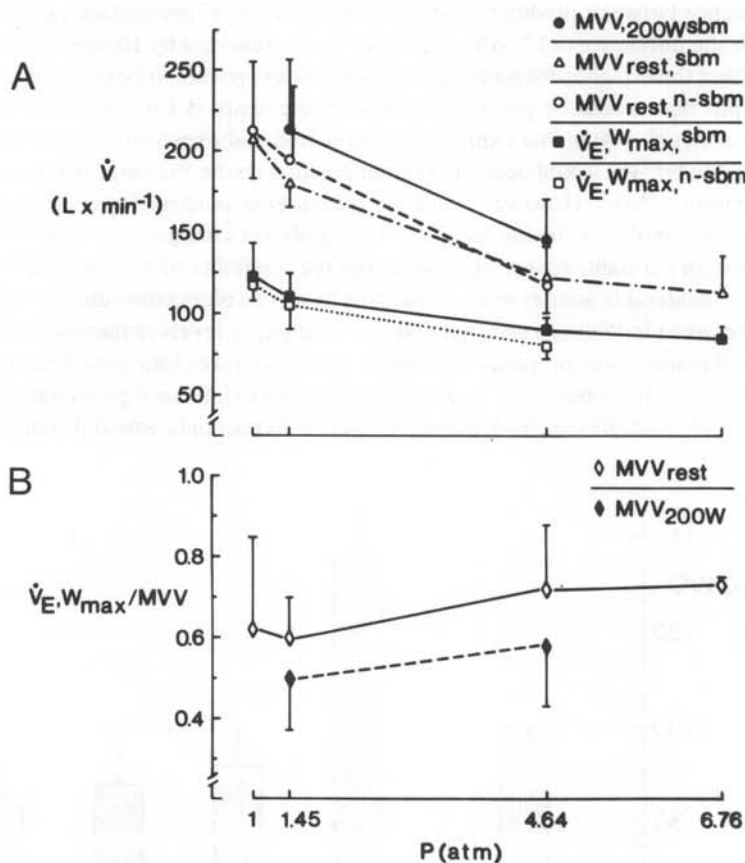 A
MVV,200Wsbm
MVVrest,sbm
MVVrest,n-sbm
V̇E,Wmax,sbm
V̇E,Wmax,n-sbm
V̇
(L x min-1)
250
200
150
100
50
B
MVVrest
MVV200W
V̇E,Wmax/MVV
1.0
0.8
0.6
0.4
1 1.45 4.64 6.76
P(atm)